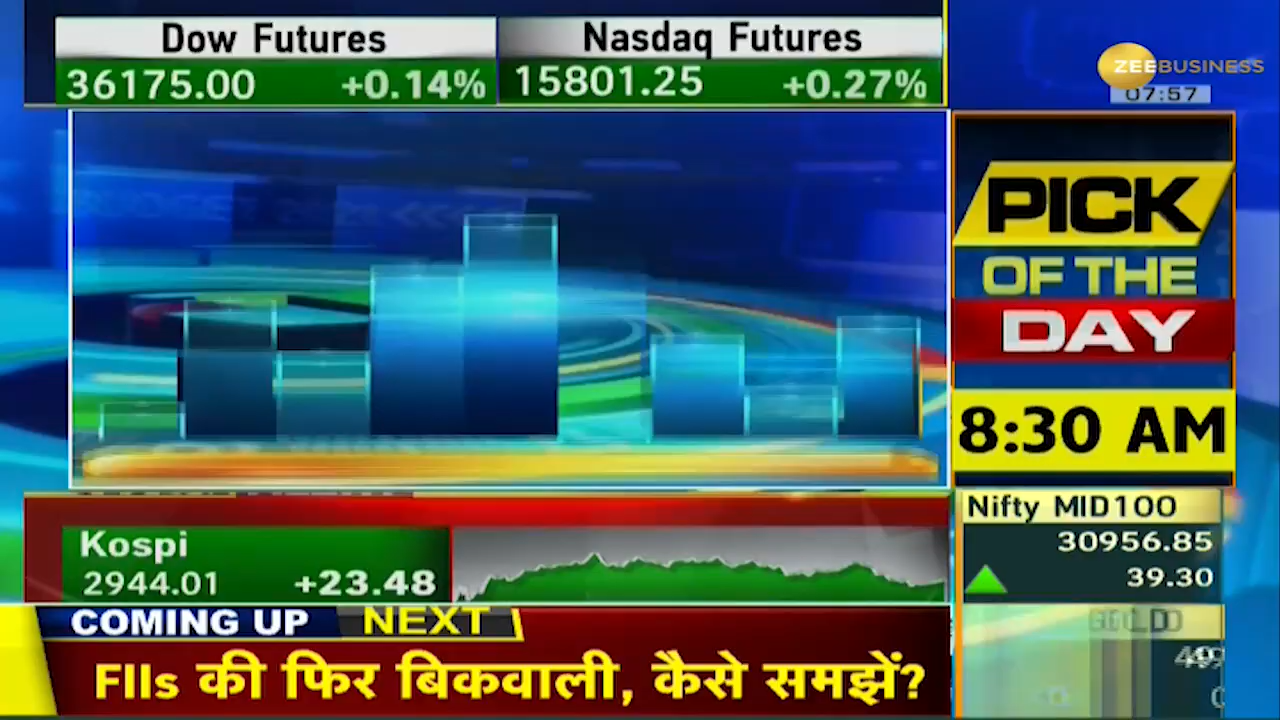 Dow Futures
36175.00 +0.14%
Nasdaq Futures
15801.25 +0.27%
ZEEBUSINESS
07:57
PICK
OF THE
DAY
8:30 AM
Kospi
2944.01 +23.48
Nifty MID100
30956.85
39.30
COMING UP NEXT
FIIs की फिर बिकवाली, कैसे समझें?